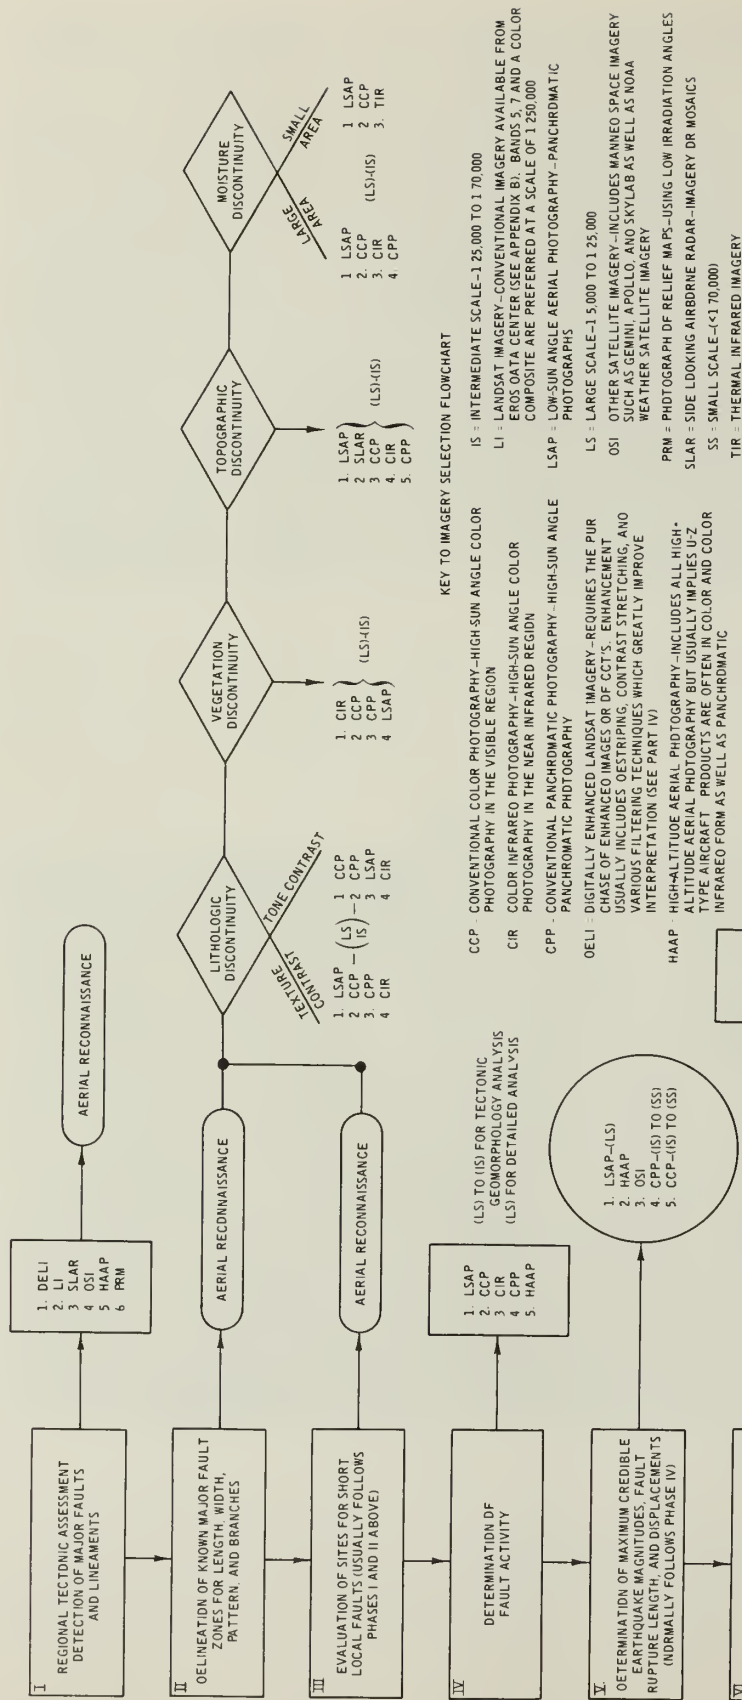 I
REGIONAL TECTONIC ASSESSMENT
DETECTION OF MAJOR FAULTS
AND LINEAMENTS
1. DELI
2. LI
3 SLAR
4 OSI
5 HAAP
6 PRM
AERIAL RECONNAISSANCE
II
OELINEATION OF KNOWN MAJOR FAULT
ZONES FOR LENGTH, WIDTH,
PATTERN, AND BRANCHES
AERIAL RECONNAISSANCE
III
EVALUATION OF SITES FOR SHORT
LOCAL FAULTS (USUALLY FOLLOWS
PHASES I AND II ABOVE)
AERIAL RECONNAISSANCE
LITHOLOGIC
DISCONTINUITY
TEXTURE
CONTRAST
TONE CONTRAST
1. LSAP
2 CCP
3. CPP
4 CIR
(LS)
IS)
1 CCP
2 CPP
3 LSAP
4 CIR
VEGETATION
DISCONTINUITY
1. CIR
2 CCP
3 CPP
4 LSAP
(LS)-(IS)
TOPOGRAPHIC
DISCONTINUITY
1. LSAP
2 SLAR
3 CCP
4. CIR
5. CPP
(LS)-(IS)
MOISTURE
DISCONTINUITY
LARGE
AREA
SMALL
AREA
1 LSAP
2. CCP
3. CIR
4. CPP
(LS)-(IS)
1 LSAP
2 CCP
3. TIR
IV
DETERMINATION OF
FAULT ACTIVITY
1. LSAP
2. CCP
3 CIR
4 CPP
5. HAAP
(LS) TO (IS) FOR TECTONIC
GEOMORPHOLOGY ANALYSIS
(LS) FOR DETAILED ANALYSIS
V
OETERMINATION OF MAXIMUM CREDIBLE
EARTHQUAKE MAGNITUDES, FAULT
RUPTURE LENGTH, AND DISPLACEMENTS
(NORMALLY FOLLOWS PHASE IV)
1. LSAP-(LS)
2. HAAP
3. OSI
4. CPP-(IS) TO (SS)
5. CCP-(IS) TO (SS)
VI
KEY TO IMAGERY SELECTION FLOWCHART
CCP - CONVENTIONAL COLOR PHOTOGRAPHY-HIGH-SUN ANGLE COLOR
PHOTOGRAPHY IN THE VISIBLE REGION
CIR COLOR INFRAREO PHOTOGRAPHY-HIGH-SUN ANGLE COLOR
PHOTOGRAPHY IN THE NEAR INFRARED REGION
CPP - CONVENTIONAL PANCHROMATIC PHOTOGRAPHY-HIGH-SUN ANGLE
PANCHROMATIC PHOTOGRAPHY
OELI = DIGITALLY ENHANCED LANDSAT IMAGERY-REQUIRES THE PUR
CHASE OF ENHANCEO IMAGES OR OF CCT'S. ENHANCEMENT
USUALLY INCLUDES OESTRIPING, CONTRAST STRETCHING, ANO
VARIOUS FILTERING TECHNIQUES WHICH GREATLY IMPROVE
INTERPRETATION (SEE PART IV)
HAAP - HIGH-ALTITUOE AERIAL PHOTOGRAPHY-INCLUDES ALL HIGH-
ALTITUDE AERIAL PHOTOGRAPHY BUT USUALLY IMPLIES U-Z
TYPE AIRCRAFT PRODUCTS ARE OFTEN IN COLOR AND COLOR
INFRAREO FORM AS WELL AS PANCHROMATIC
IS = INTERMEDIATE SCALE-1 25,000 TO 1 70,000
LI = LANDSAT IMAGERY-CONVENTIONAL IMAGERY AVAILABLE FROM
EROS OATA CENTER (SEE APPENDIX B). BANDS 5, 7 AND A COLOR
COMPOSITE ARE PREFERRED AT A SCALE OF 1 250,000
LSAP = LOW-SUN ANGLE AERIAL PHOTOGRAPHY-PANCHROMATIC
PHOTOGRAPHS
LS = LARGE SCALE-1 5,000 TO 1 25,000
OSI OTHER SATELLITE IMAGERY-INCLUDES MANNEO SPACE IMAGERY
SUCH AS GEMINI, APOLLO, ANO SKYLAB AS WELL AS NOAA
WEATHER SATELLITE IMAGERY
PRM = PHOTOGRAPH OF RELIEF MAPS-USING LOW IRRADIATION ANGLES
SLAR = SIDE LOOKING AIRBORNE RADAR-IMAGERY OR MOSAICS
SS = SMALL SCALE-(<1 70,000)
TIR = THERMAL INFRARED IMAGERY